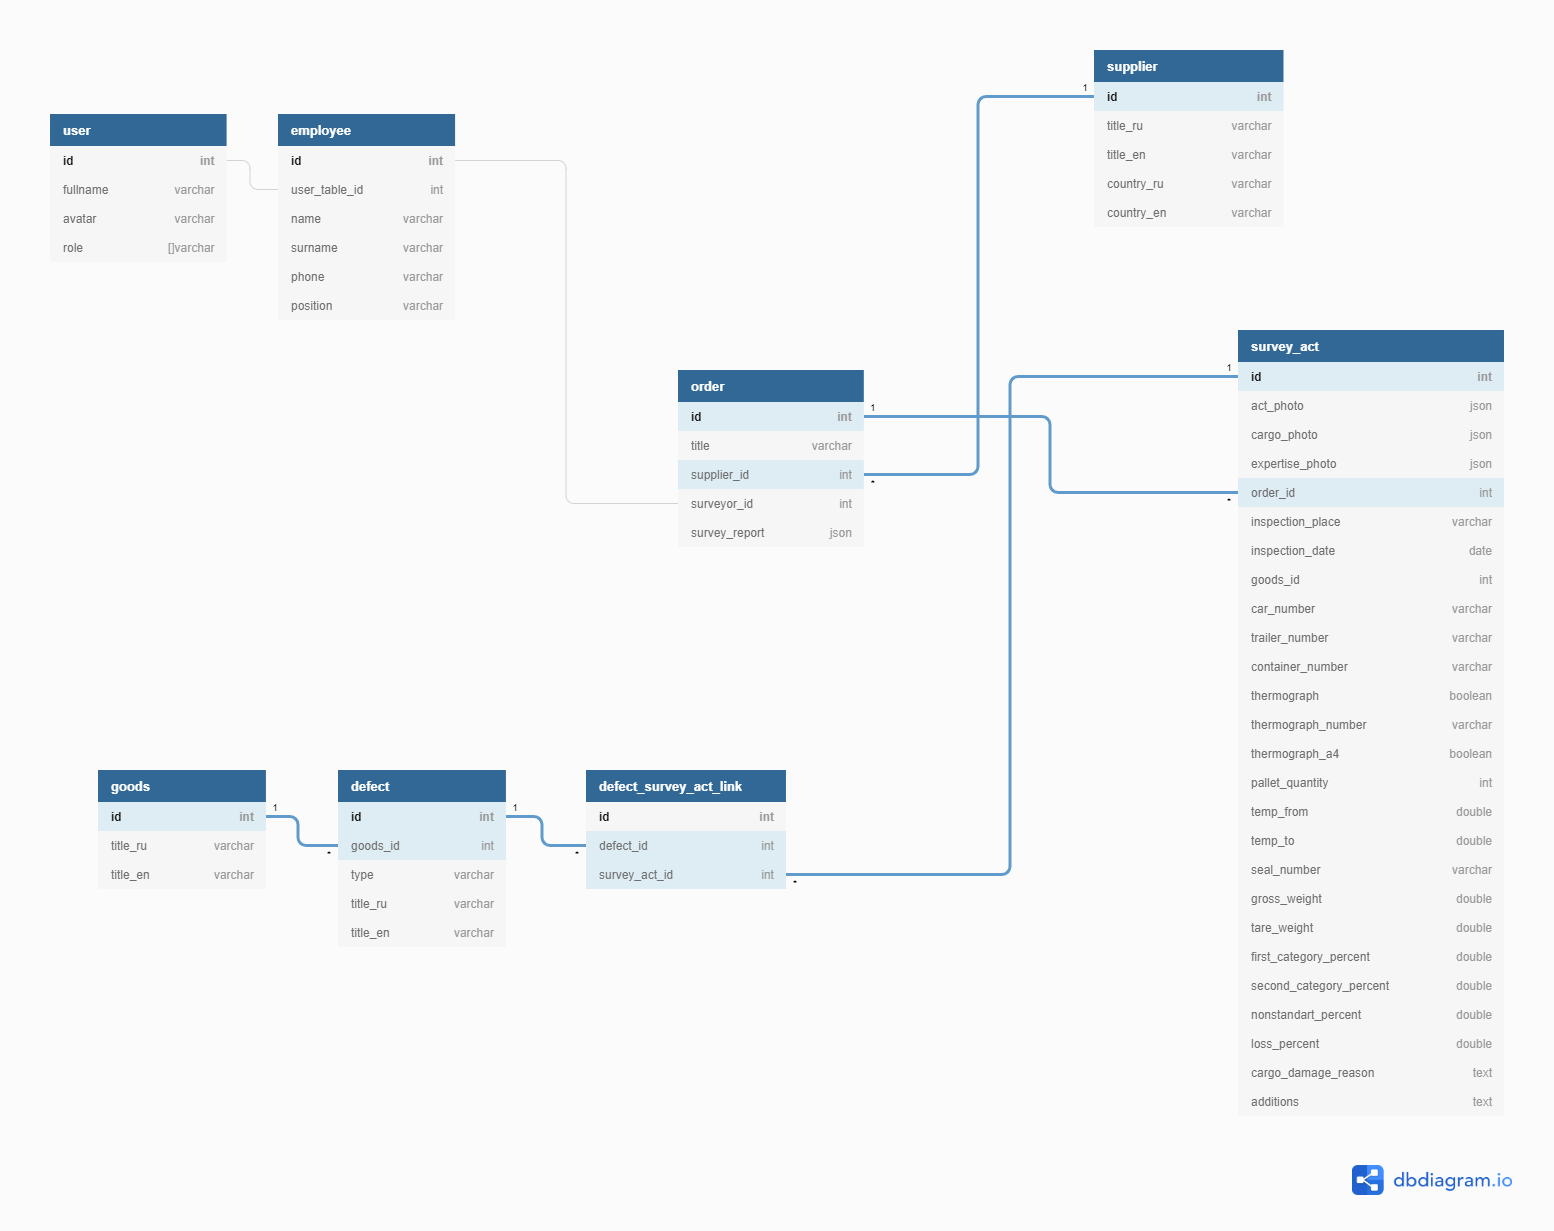 user
id int
fullname varchar
avatar varchar
role []varchar
employee
id int
user_table_id int
name varchar
surname varchar
phone varchar
position varchar
supplier
1
id int
title_ru varchar
title_en varchar
country_ru varchar
country_en varchar
order
id int
1
title varchar
supplier_id int
*
surveyor_id int
survey_report json
survey_act
1
id int
act_photo json
cargo_photo json
expertise_photo json
order_id int
*
inspection_place varchar
inspection_date date
goods_id int
car_number varchar
trailer_number varchar
container_number varchar
thermograph boolean
thermograph_number varchar
thermograph_a4 boolean
pallet_quantity int
temp_from double
temp_to double
seal_number varchar
gross_weight double
tare_weight double
first_category_percent double
second_category_percent double
nonstandart_percent double
loss_percent double
cargo_damage_reason text
additions text
goods
id int
1
title_ru varchar
title_en varchar
defect
id int
1
goods_id int
*
type varchar
title_ru varchar
title_en varchar
defect_survey_act_link
id int
defect_id int
*
survey_act_id int
*
dbdiagram.io